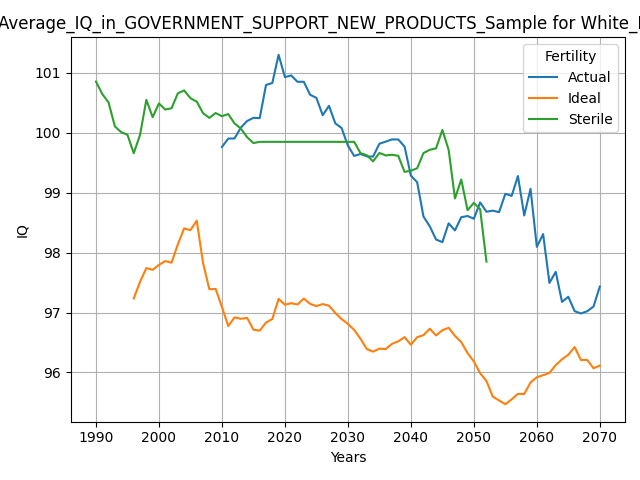 Average_IQ_in_GOVERNMENT_SUPPORT_NEW_PRODUCTS_Sample for White_
Fertility
Actual
Ideal
Sterile
101
100
99
98
97
96
IQ
1990 2000 2010 2020 2030 2040 2050 2060 2070
Years